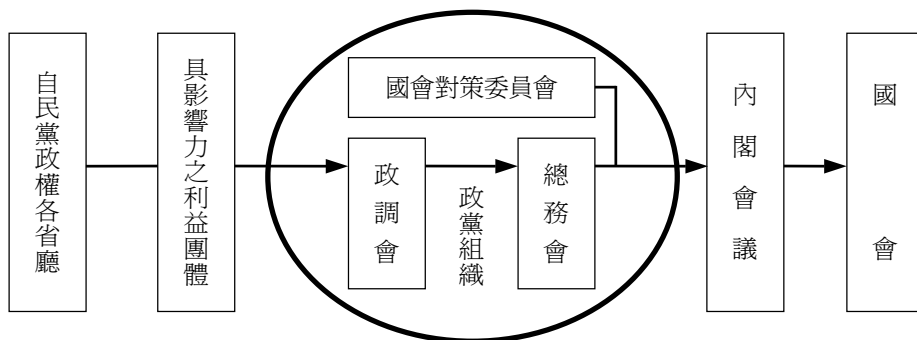 自民黨政權各省廳
具影響力之利益團體
國會對策委員會
政調會
政黨組織
總務會
內閣會議
國會